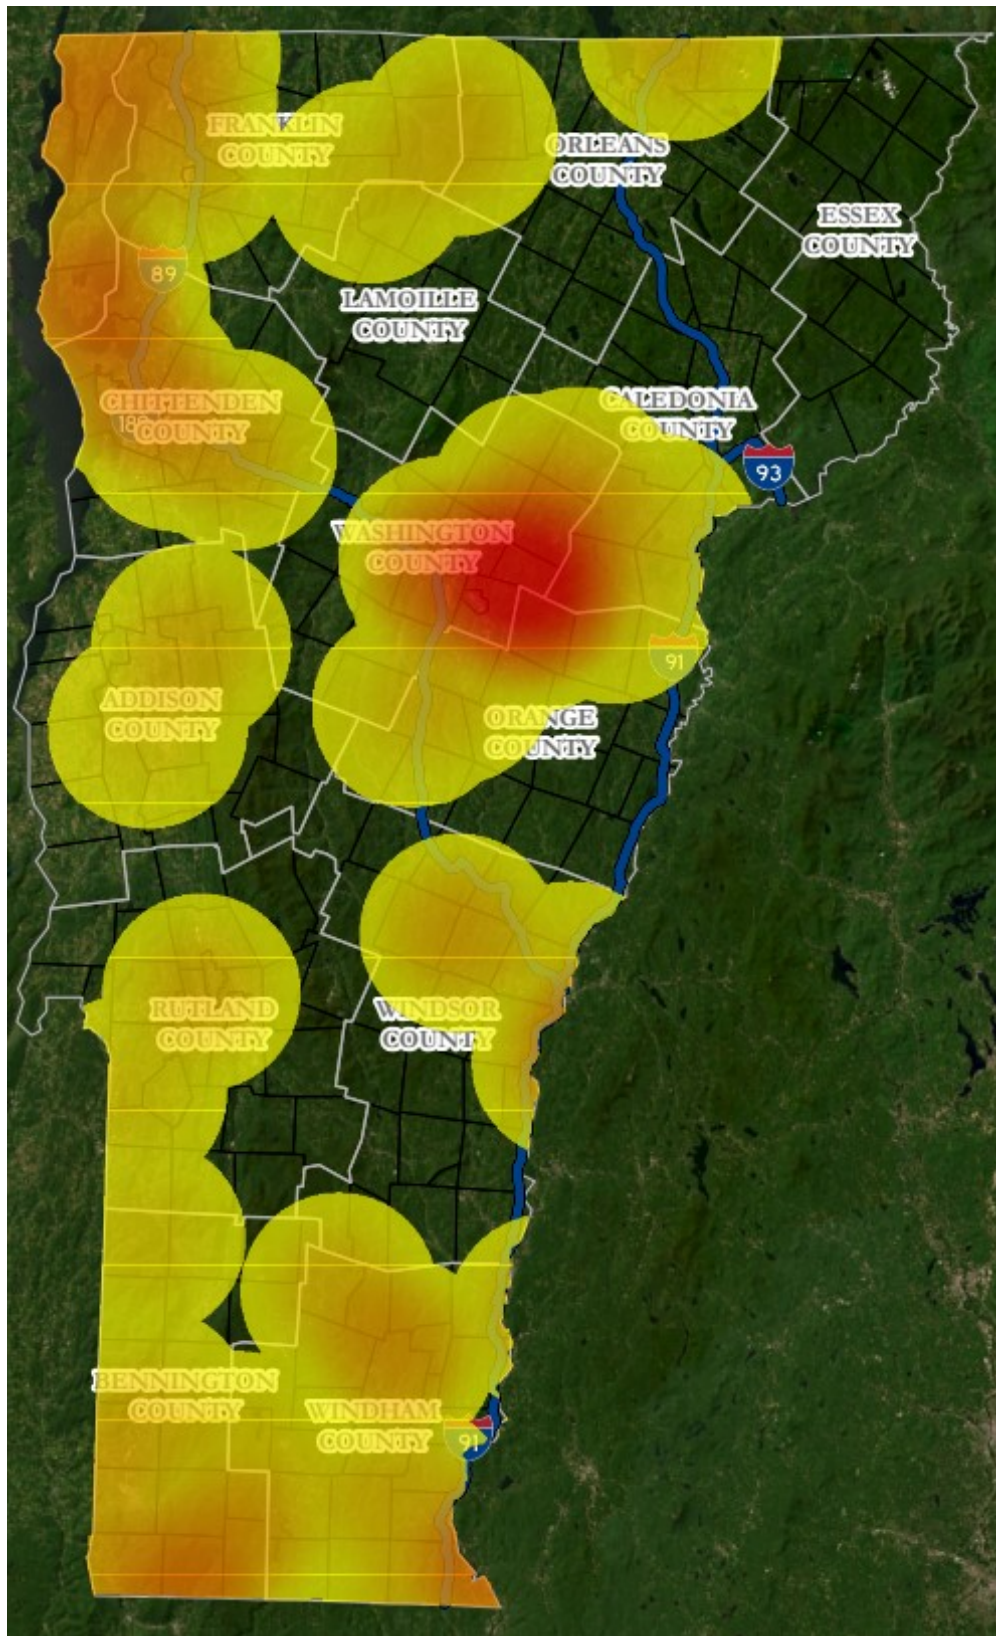 FRANKLIN
COUNTY
ORLEANS
COUNTY
ESSEX
COUNTY
89
LAMOILLE
COUNTY
CHITTENDEN
COUNTY
CALEDONIA
COUNTY
93
WASHINGTON
COUNTY
91
ADDISON
COUNTY
ORANGE
COUNTY
RUTLAND
COUNTY
WINDSOR
COUNTY
BENNINGTON
COUNTY
WINDHAM
COUNTY
91